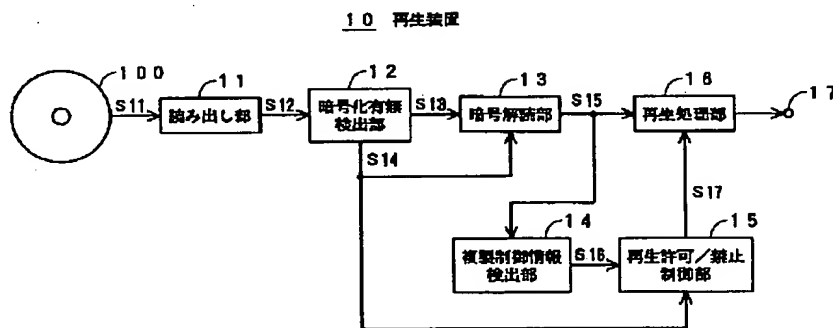 10 再生装置
100
11
12
13
16
17
S11
読み出し部
S12
暗号化有無
検出部
S13
暗号解読部
S15
再生処理部
S14
S17
14
15
複製制御情報
検出部
S16
再生許可／禁止
制御部